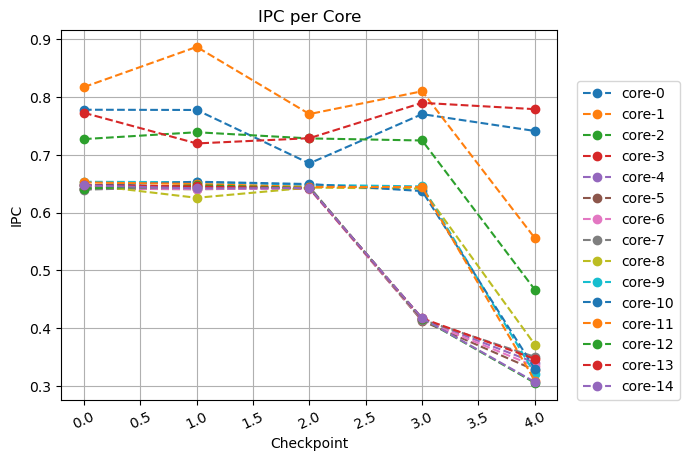 IPC per Core
IPC
0.9
0.8
0.7
0.6
0.5
0.4
0.3
0.0
0.5
1.0
1.5
2.0
2.5
3.0
3.5
4.0
Checkpoint
core-0
core-1
core-2
core-3
core-4
core-5
core-6
core-7
core-8
core-9
core-10
core-11
core-12
core-13
core-14